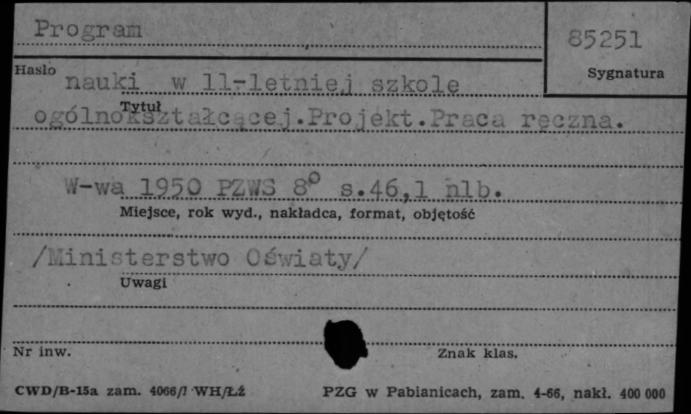 Program
85251
Hasło
Sygnatura
nauki w 11-letniej szkole
Tytuł
ogólnokształcącej.Projekt.Praca ręczna.
W-wa 1950 PZWS 8° s.46,1 nlb.
Miejsce, rok wyd., nakładca, format, objętość
/Ministerstwo Oświaty/
Uwagi
Nr inw.
Znak klas.
CWD/B-15a zam. 4066/I WH/Łż
PZG w Pabianicach, zam. 4-66, nakł. 400 000